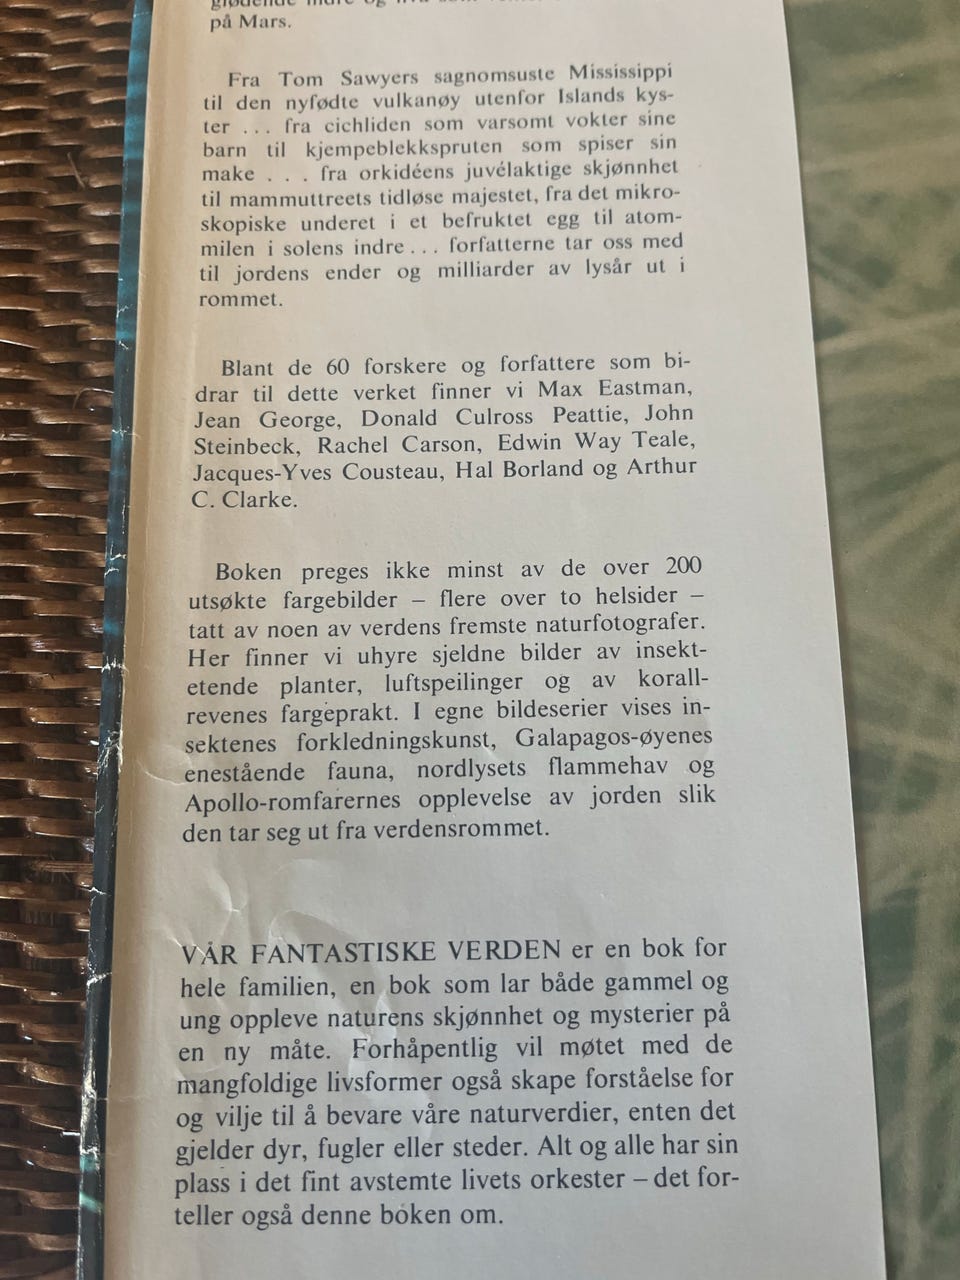 glødende indre og hva som
på Mars.
Fra Tom Sawyers sagnomsuste Mississippi
til den nyfødte vulkanøy utenfor Islands kys-
ter ... fra cichliden som varsomt vokter sine
barn til kjempeblekkspruten som spiser sin
make . . . fra orkidéens juvélaktige skjønnhet
til mammuttreets tidløse majestet, fra det mikro-
skopiske underet i et befruktet egg til atom-
milen i solens indre ... forfatterne tar oss med
til jordens ender og milliarder av lysår ut i
rommet.
Blant de 60 forskere og forfattere som bi-
drar til dette verket finner vi Max Eastman,
Jean George, Donald Culross Peattie, John
Steinbeck, Rachel Carson, Edwin Way Teale,
Jacques-Yves Cousteau, Hal Borland og Arthur
C. Clarke.
Boken preges ikke minst av de over 200
utsøkte fargebilder – flere over to helsider –
tatt av noen av verdens fremste naturfotografer.
Her finner vi uhyre sjeldne bilder av insekt-
etende planter, luftspeilinger og av korall-
revenes fargeprakt. I egne bildeserier vises in-
sektenes forkledningskunst, Galapagos-øyenes
enestående fauna, nordlysets flammehav og
Apollo-romfarernes opplevelse av jorden slik
den tar seg ut fra verdensrommet.
VÅR FANTASTISKE VERDEN er en bok for
hele familien, en bok som lar både gammel og
ung oppleve naturens skjønnhet og mysterier på
en ny måte. Forhåpentlig vil møtet med de
mangfoldige livsformer også skape forståelse for
og vilje til å bevare våre naturverdier, enten det
gjelder dyr, fugler eller steder. Alt og alle har sin
plass i det fint avstemte livets orkester – det for-
teller også denne boken om.